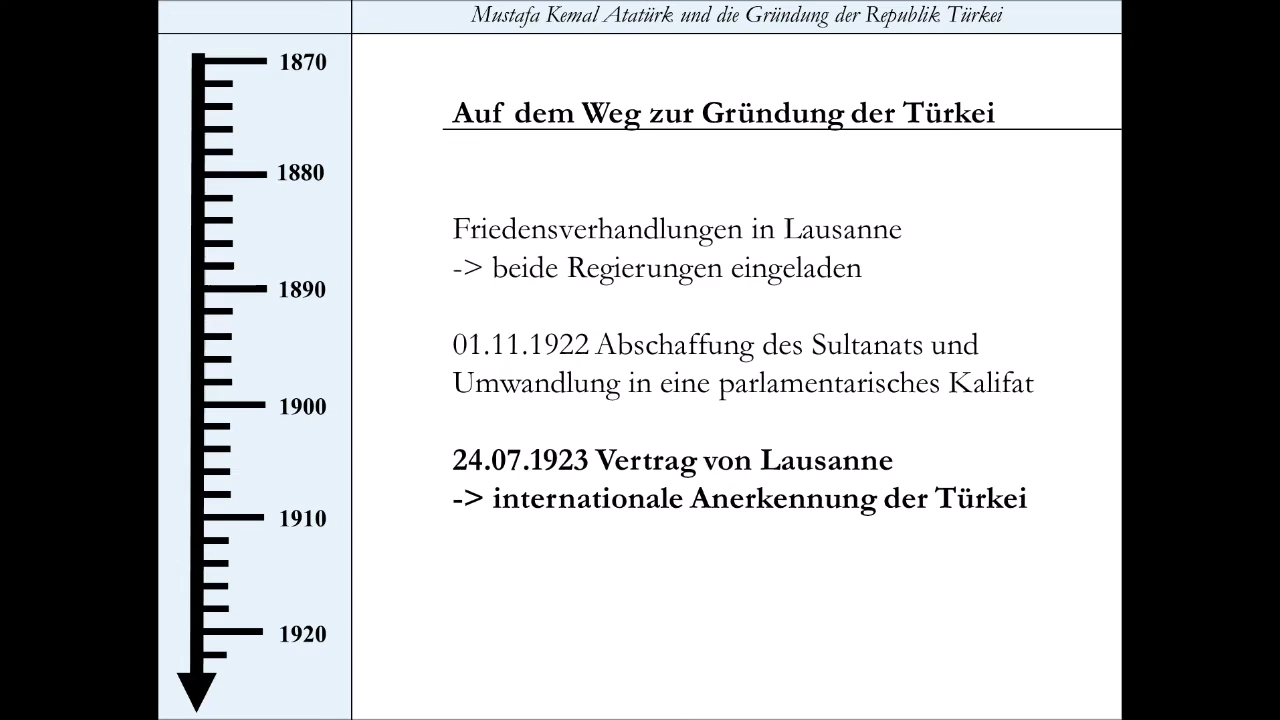 Mustafa Kemal Atatürk und die Gründung der Republik Türkei
1870
1880
1890
1900
1910
1920
Auf dem Weg zur Gründung der Türkei
Friedensverhandlungen in Lausanne
-> beide Regierungen eingeladen
01.11.1922 Abschaffung des Sultanats und
Umwandlung in eine parlamentarisches Kalifat
24.07.1923 Vertrag von Lausanne
-> internationale Anerkennung der Türkei